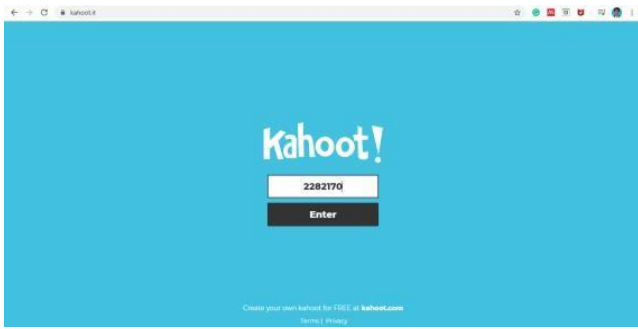 kahoot.it
Kahoot!
2282170
Enter
Create your own kahoot for FREE at kahoot.com
Terms | Privacy